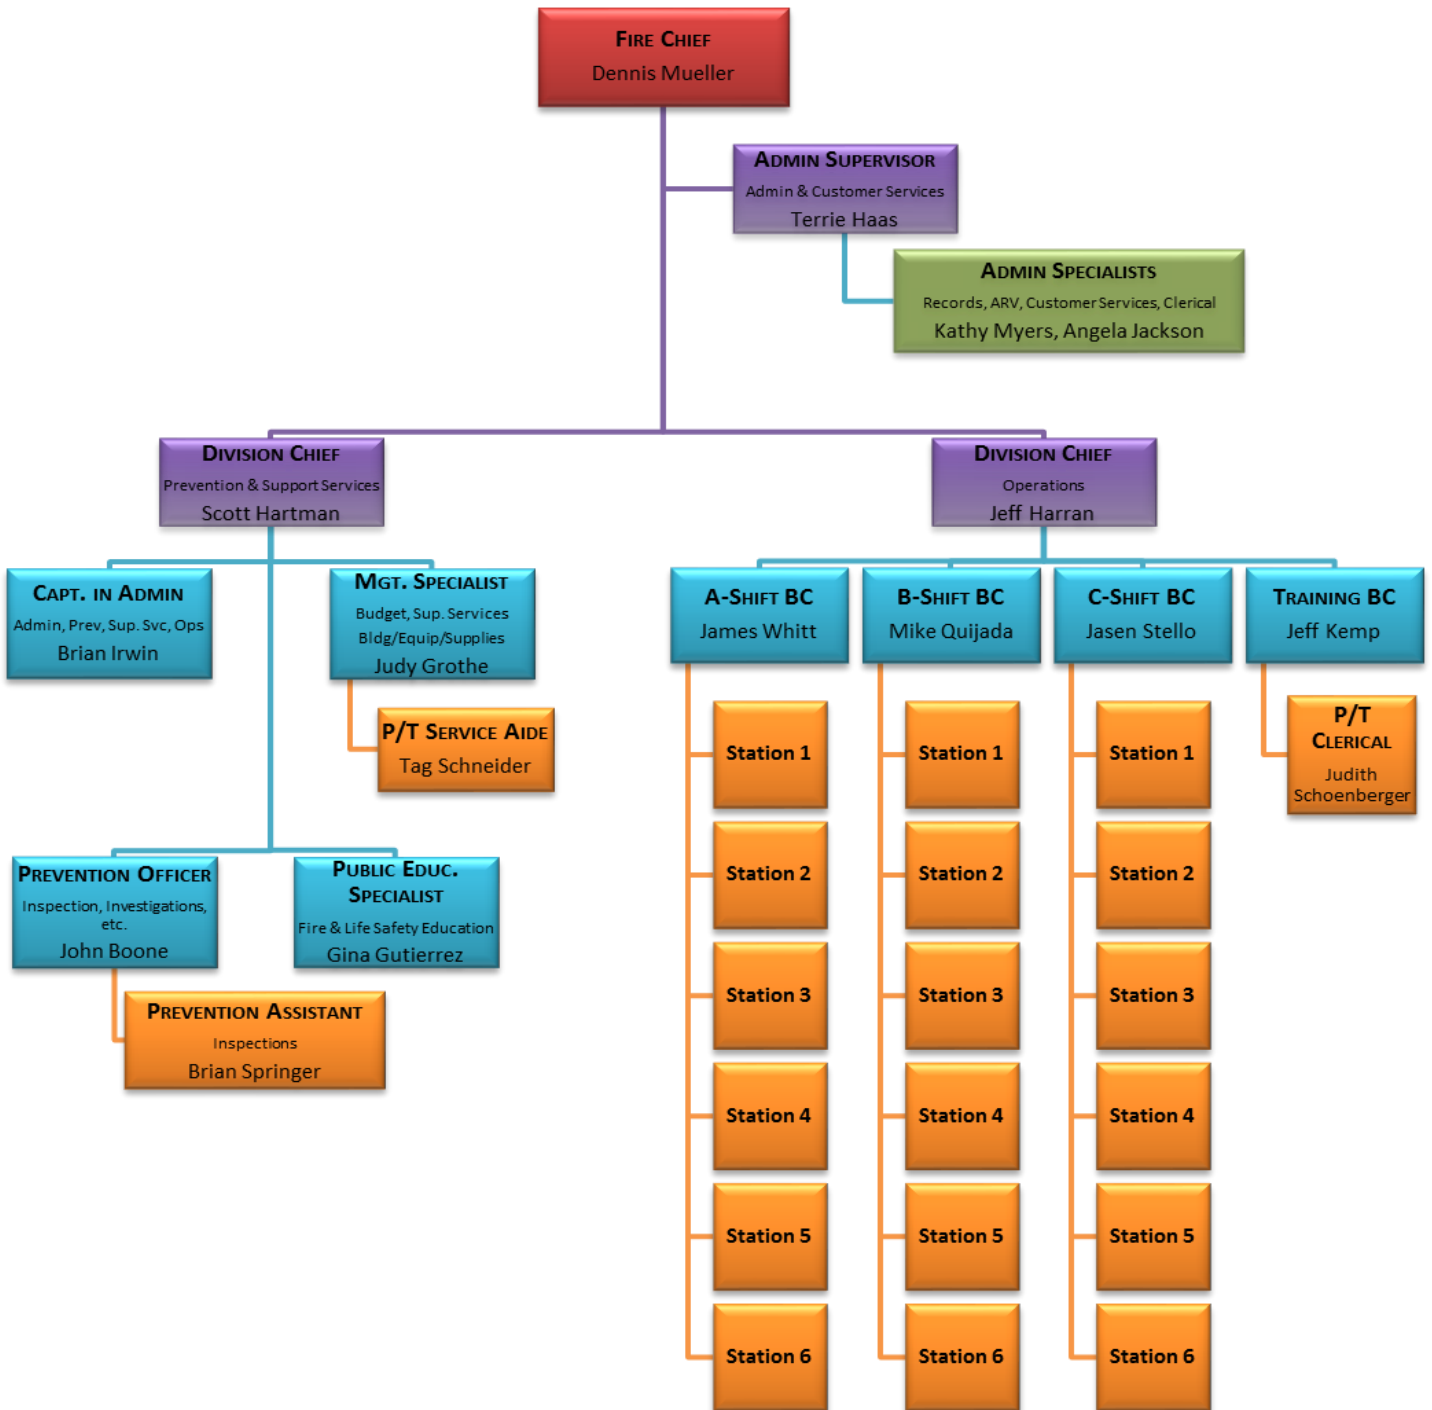 Fire Chief
Dennis Mueller
Admin Supervisor
Admin & Customer Services
Terrie Haas
Admin Specialists
Records, ARV, Customer Services, Clerical
Kathy Myers, Angela Jackson
Division Chief
Prevention & Support Services
Scott Hartman
Division Chief
Operations
Jeff Harran
Capt. in Admin
Admin, Prev, Sup. Svc, Ops
Brian Irwin
Mgt. Specialist
Budget, Sup. Services
Bldg/Equip/Supplies
Judy Grothe
P/T Service Aide
Tag Schneider
Prevention Officer
Inspection, Investigations,
etc.
John Boone
Public Educ.
Specialist
Fire & Life Safety Education
Gina Gutierrez
Prevention Assistant
Inspections
Brian Springer
A-Shift BC
James Whitt
Station 1
Station 2
Station 3
Station 4
Station 5
Station 6
B-Shift BC
Mike Quijada
Station 1
Station 2
Station 3
Station 4
Station 5
Station 6
C-Shift BC
Jasen Stello
Station 1
Station 2
Station 3
Station 4
Station 5
Station 6
Training BC
Jeff Kemp
P/T
Clerical
Judith
Schoenberger